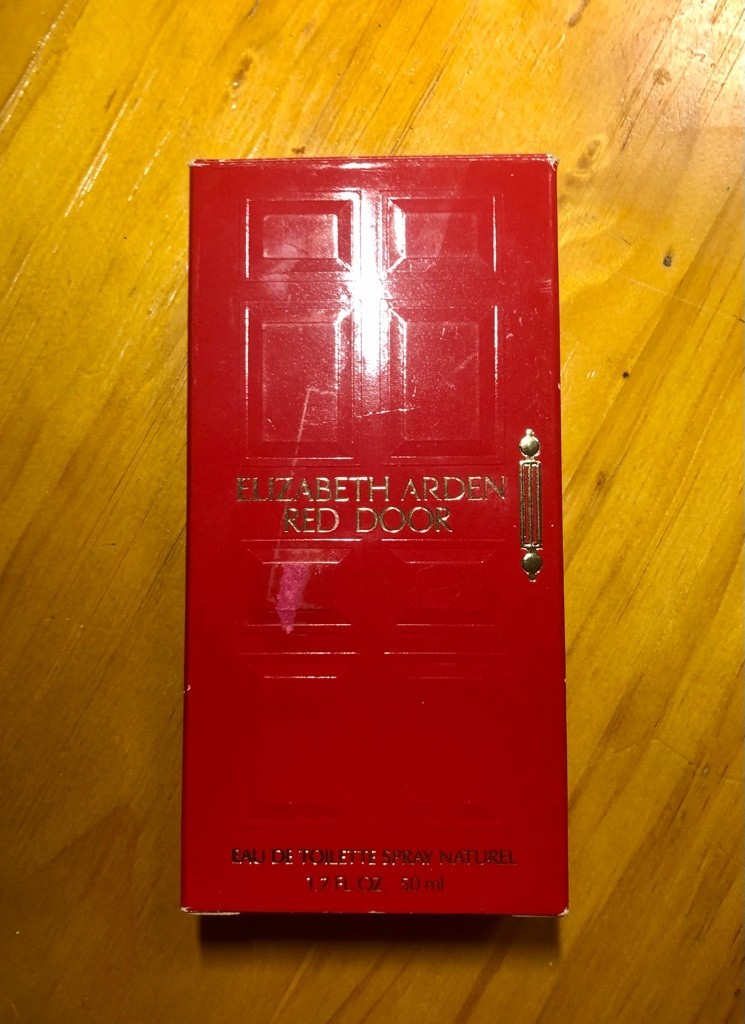 ELIZABETH ARDEN
RED DOOR
EAU DE TOILETTE SPRAY NATUREL
1.7 FL. OZ 50 ml